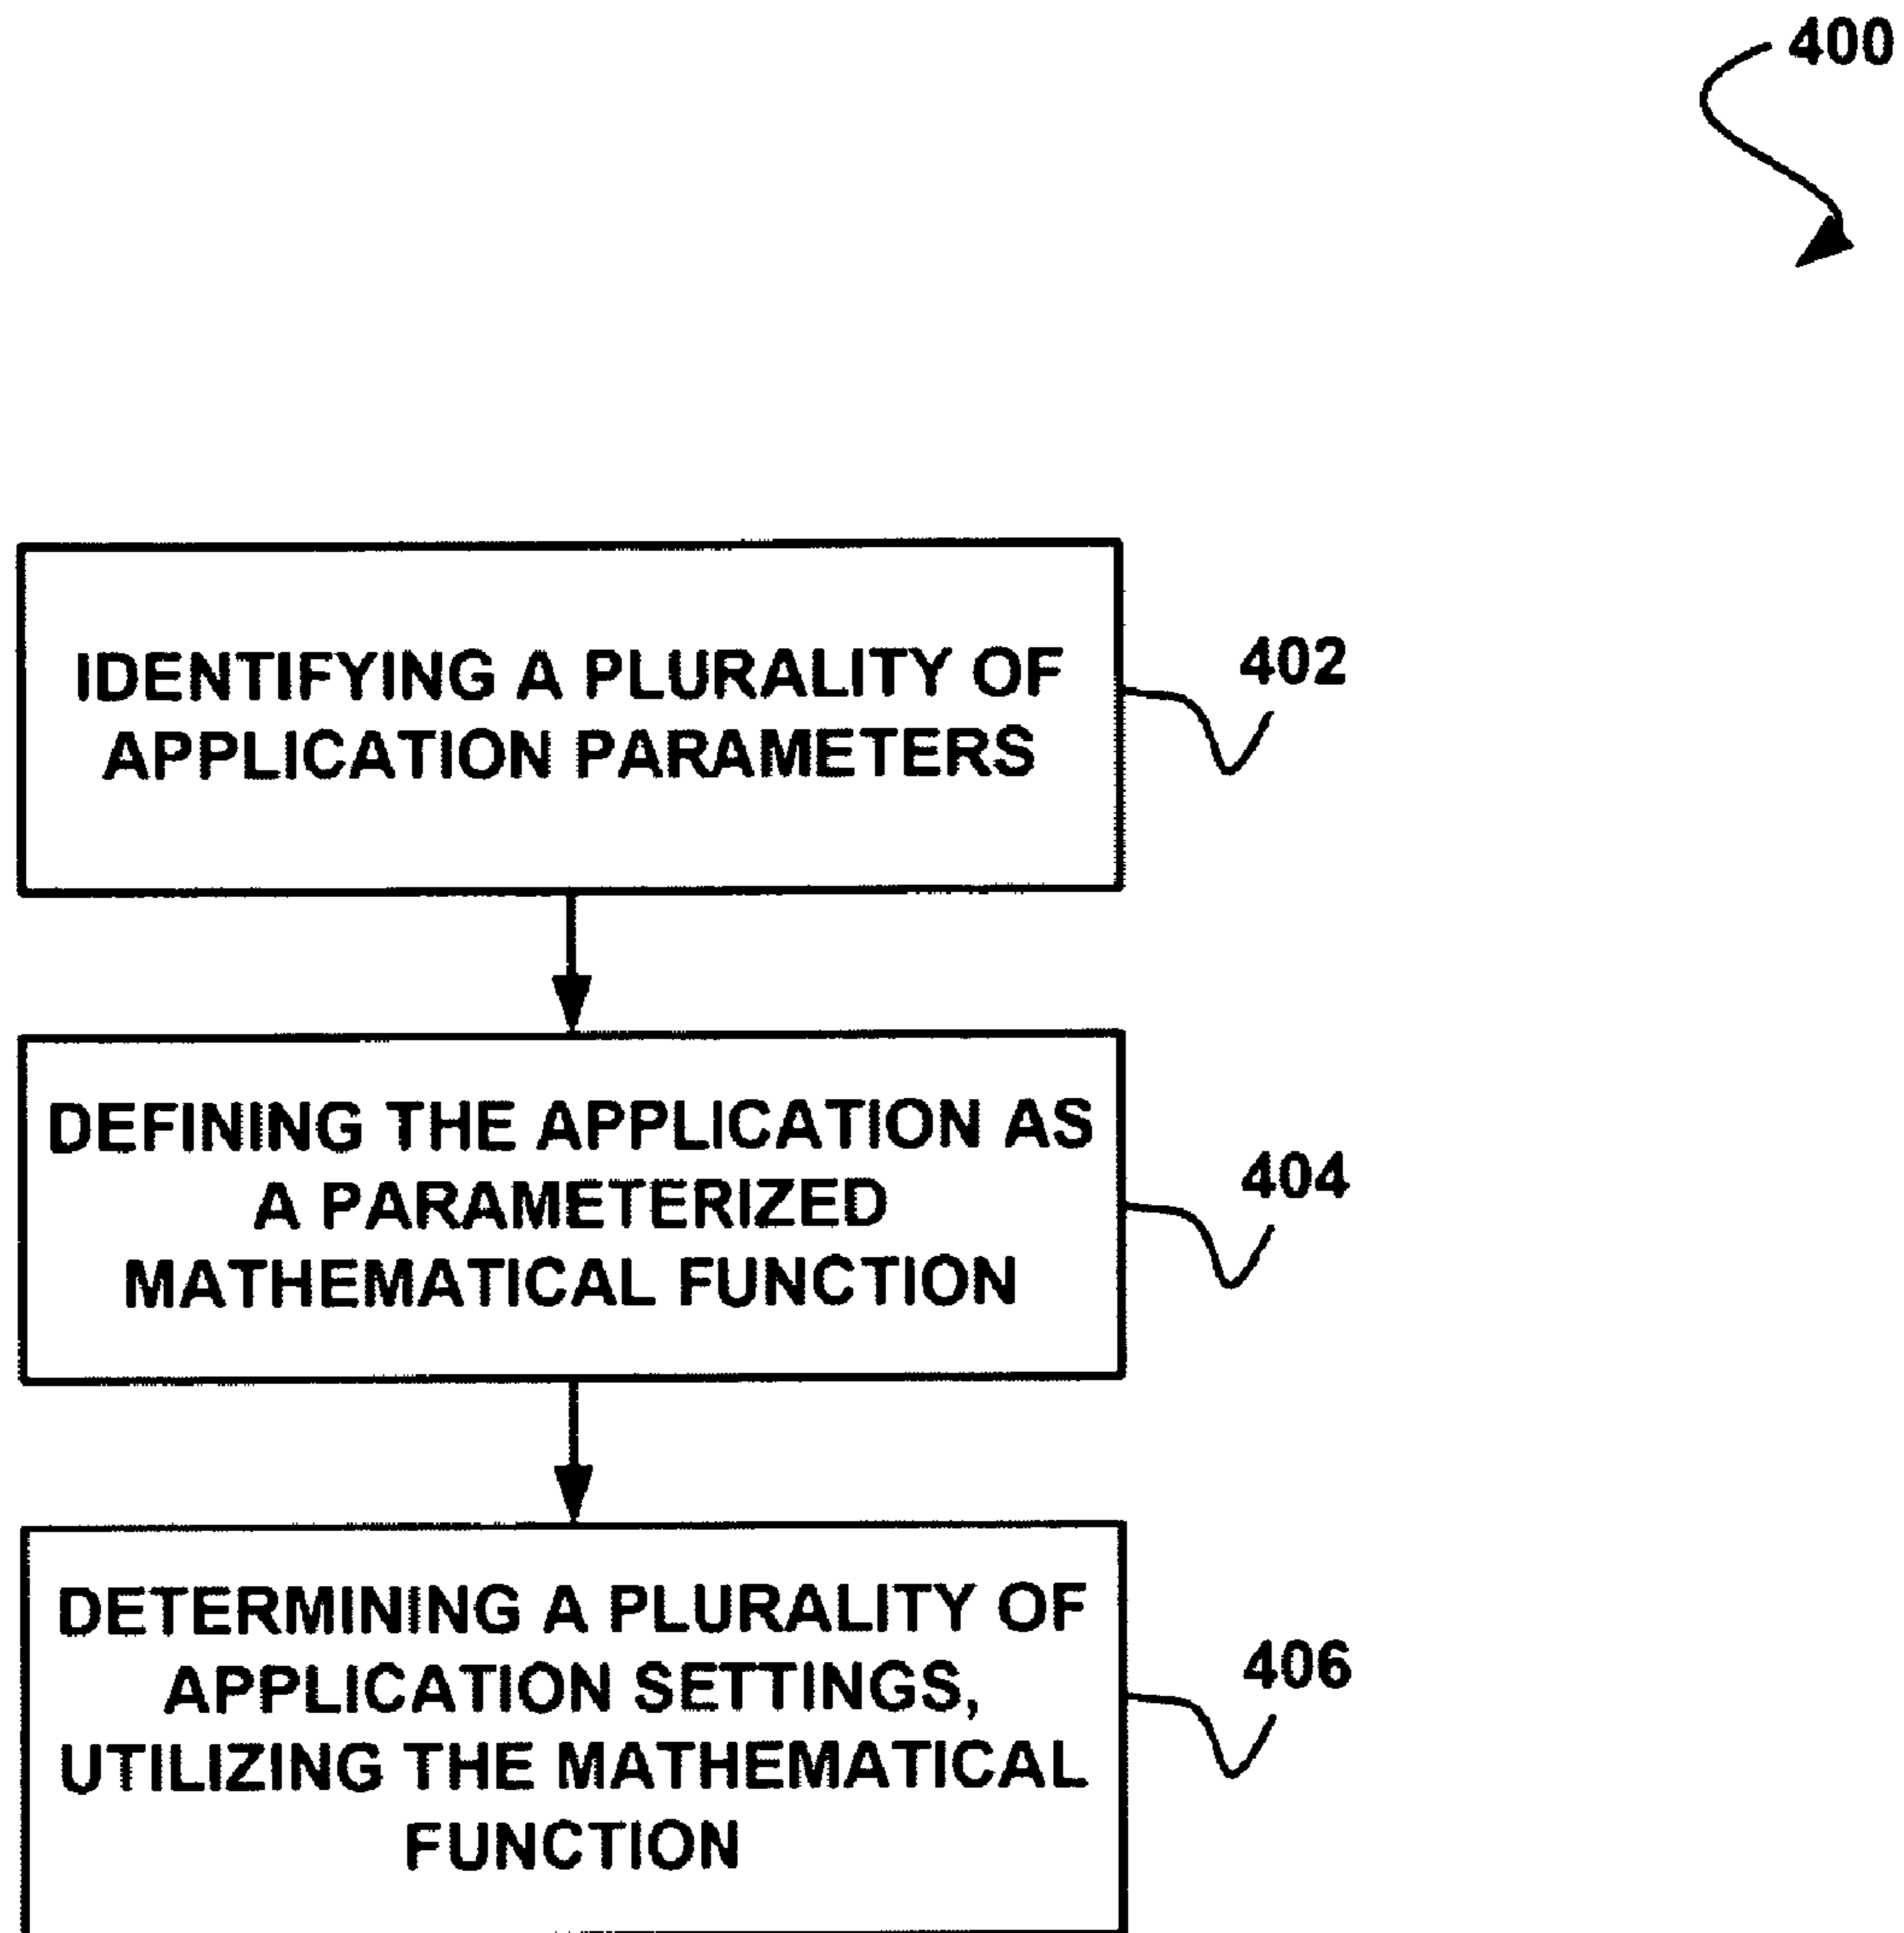 400
IDENTIFYING A PLURALITY OF
APPLICATION PARAMETERS
402
DEFINING THE APPLICATION AS
A PARAMETERIZED
MATHEMATICAL FUNCTION
404
DETERMINING A PLURALITY OF
APPLICATION SETTINGS,
UTILIZING THE MATHEMATICAL
FUNCTION
406